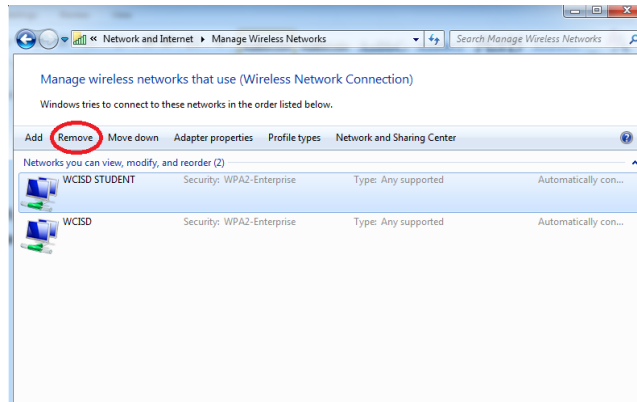 « Network and Internet ▸ Manage Wireless Networks Search Manage Wireless Networks
Manage wireless networks that use (Wireless Network Connection)
Windows tries to connect to these networks in the order listed below.
Add Remove Move down Adapter properties Profile types Network and Sharing Center
Networks you can view, modify, and reorder (2)
WCISD STUDENT Security: WPA2-Enterprise Type: Any supported Automatically con...
WCISD Security: WPA2-Enterprise Type: Any supported Automatically con...